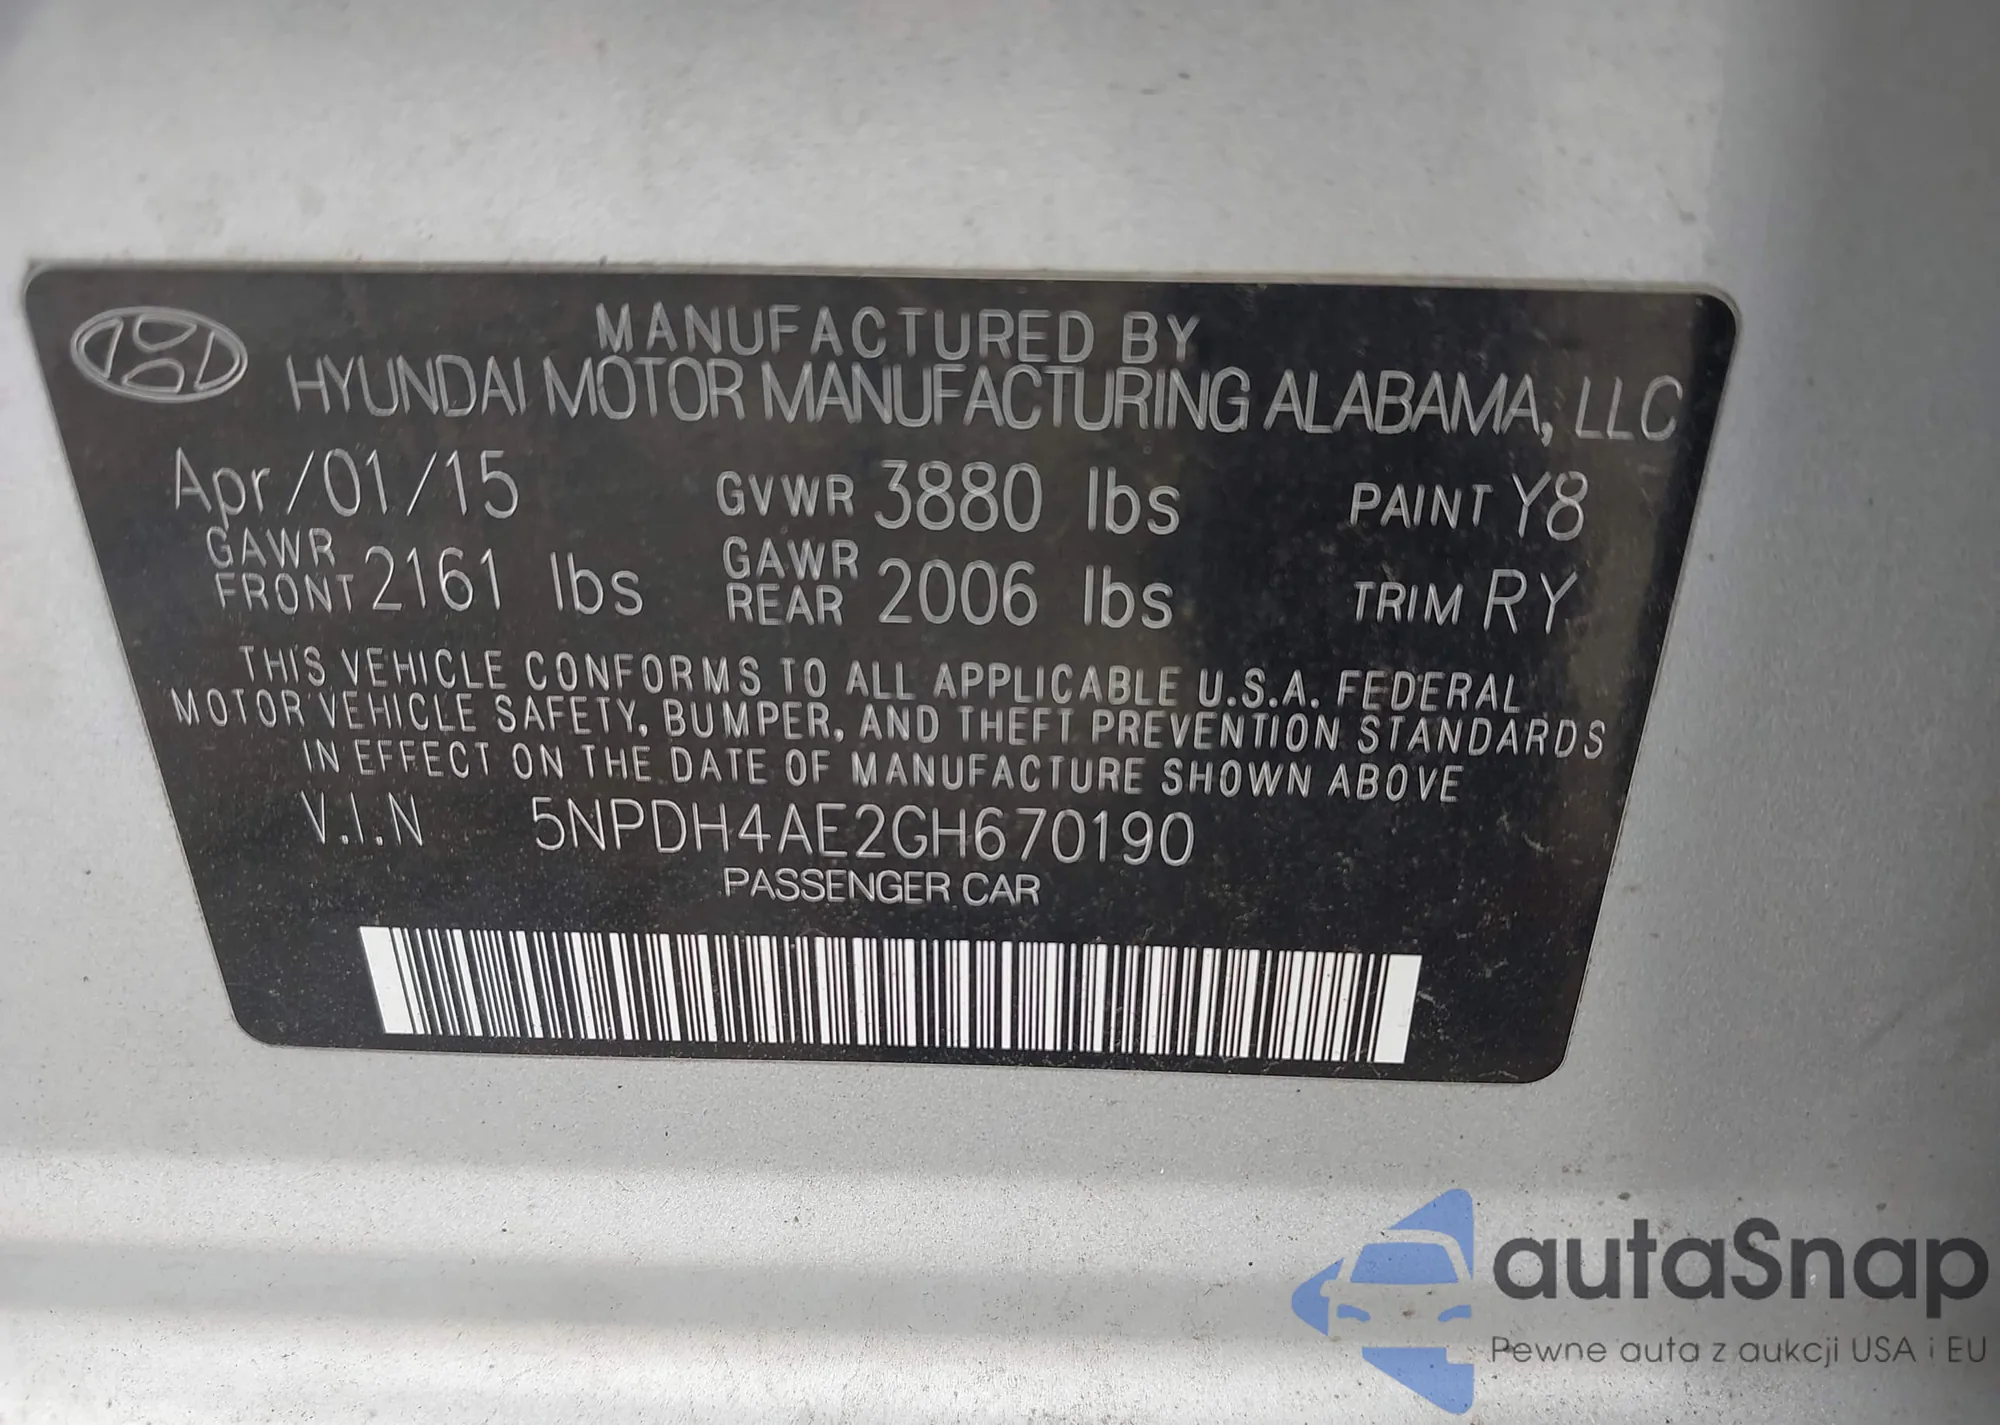 MANUFACTURED BY
HYUNDAI MOTOR MANUFACTURING ALABAMA, LLC
Apr/01/15 GVWR 3880 lbs PAINT Y8
GAWR FRONT 2161 lbs GAWR REAR 2006 lbs TRIM RY
THIS VEHICLE CONFORMS TO ALL APPLICABLE U.S.A. FEDERAL
MOTOR VEHICLE SAFETY, BUMPER, AND THEFT PREVENTION STANDARDS
IN EFFECT ON THE DATE OF MANUFACTURE SHOWN ABOVE
V.I.N 5NPDH4AE2GH670190
PASSENGER CAR
autaSnap
Pewne auta z aukcji USA i EU